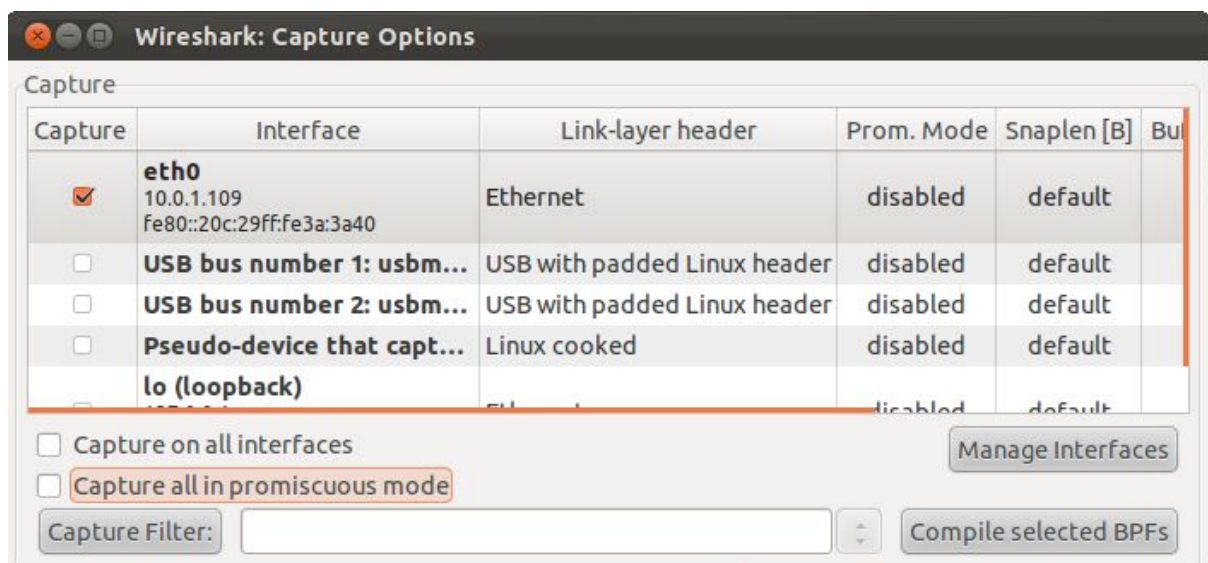 Wireshark: Capture Options
Capture
Capture Interface Link-layer header Prom. Mode Snaplen [B]
eth0
10.0.1.109 Ethernet disabled default
fe80::20c:29ff:fe3a:3a40
USB bus number 1: usbm... USB with padded Linux header disabled default
USB bus number 2: usbm... USB with padded Linux header disabled default
Pseudo-device that capt... Linux cooked disabled default
lo (loopback)
disabled default
Capture on all interfaces
Manage Interfaces
Capture all in promiscuous mode
Capture Filter: Compile selected BPFs